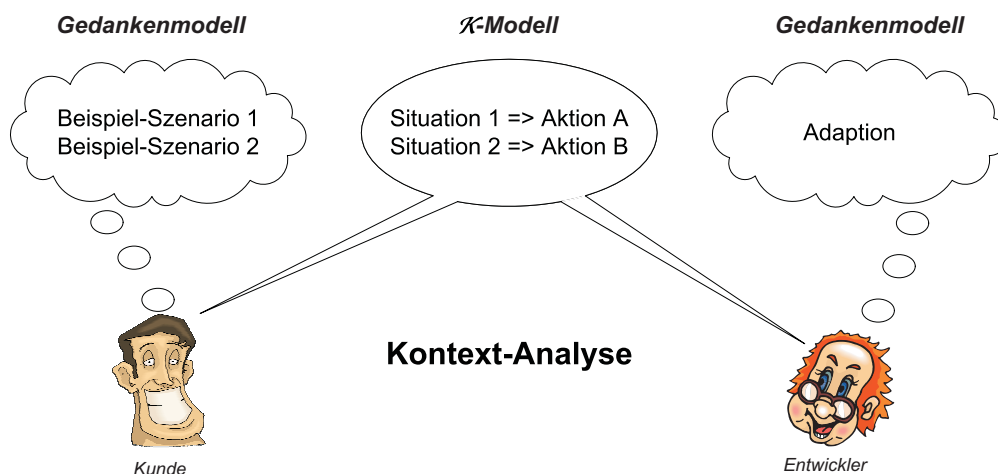 Gedankenmodell
𝒦-Modell
Gedankenmodell
Beispiel-Szenario 1
Beispiel-Szenario 2
Situation 1 => Aktion A
Situation 2 => Aktion B
Adaption
Kontext-Analyse
Kunde
Entwickler